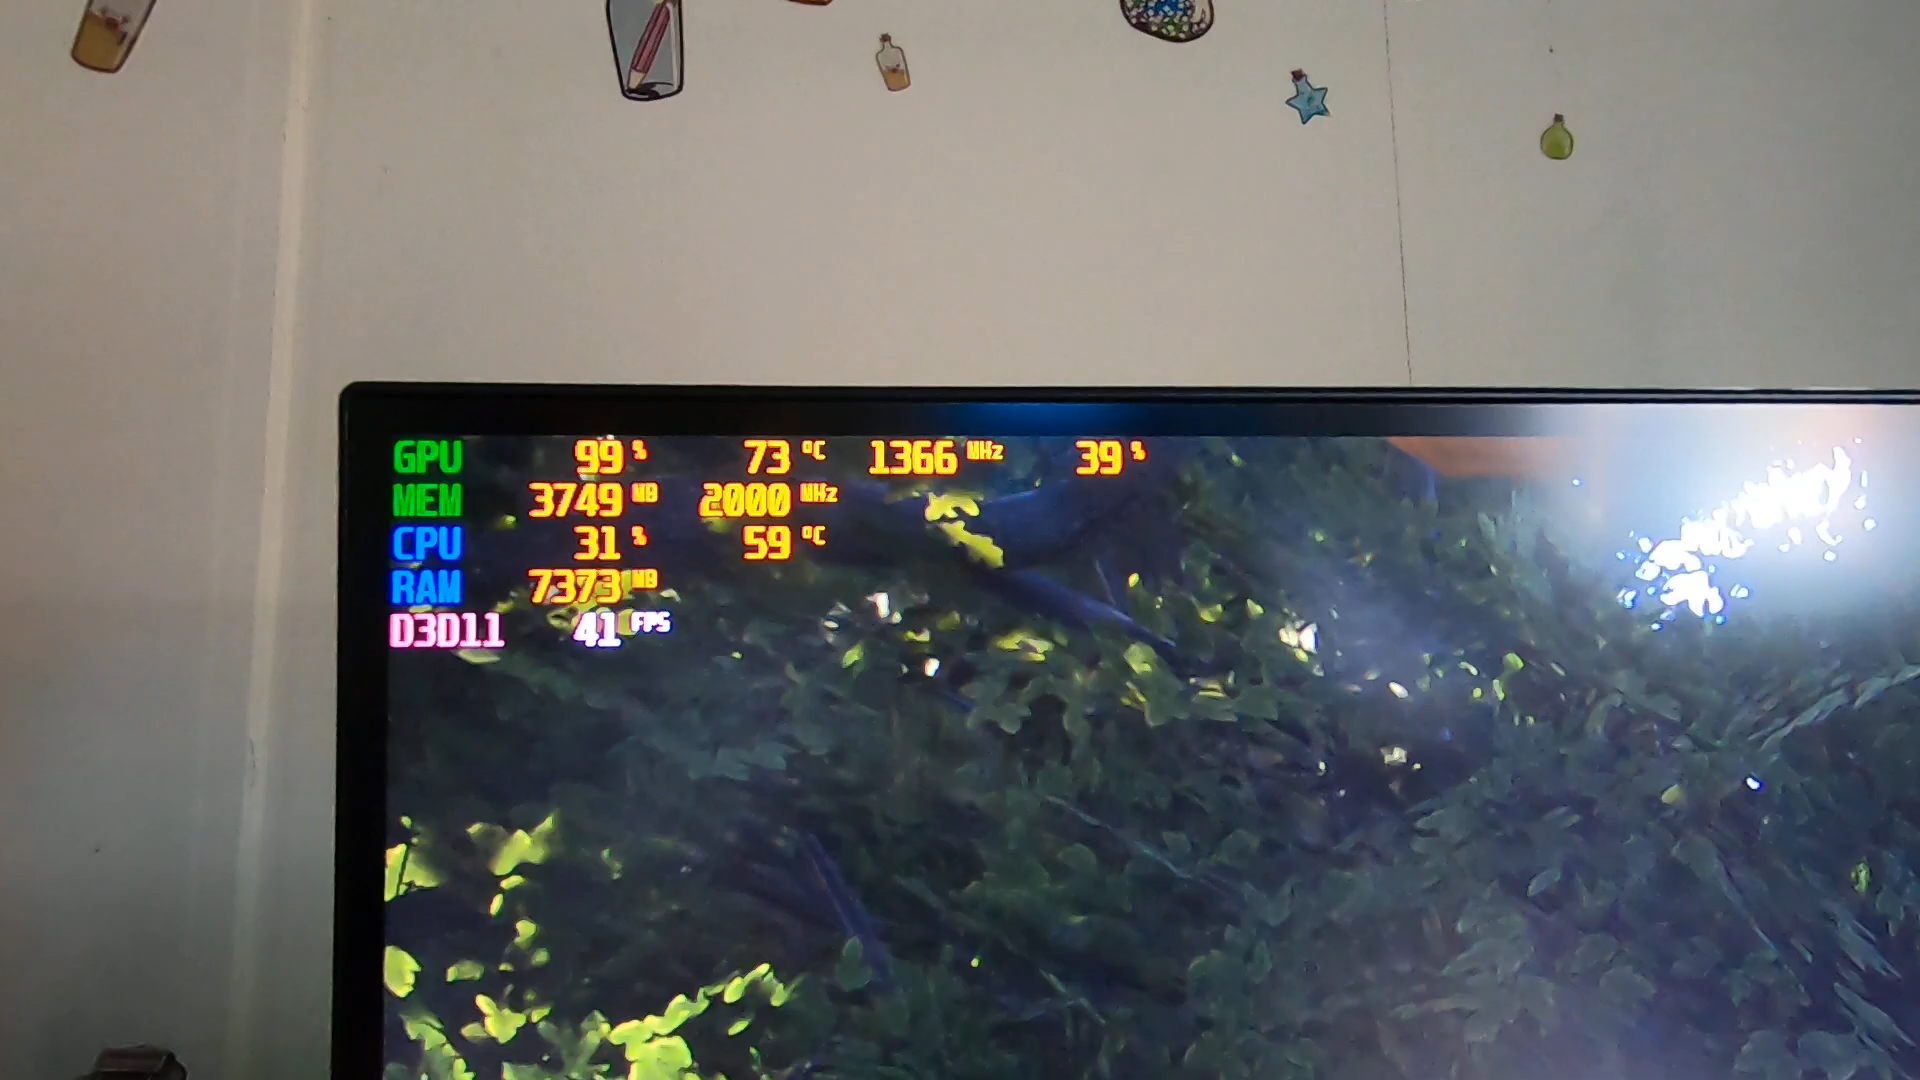 GPU 99 % 73 °C 1366 MHz 39 %
MEM 3749 MB 2000 MHz
CPU 31 % 59 °C
RAM 7373 MB
D3D11 41 FPS